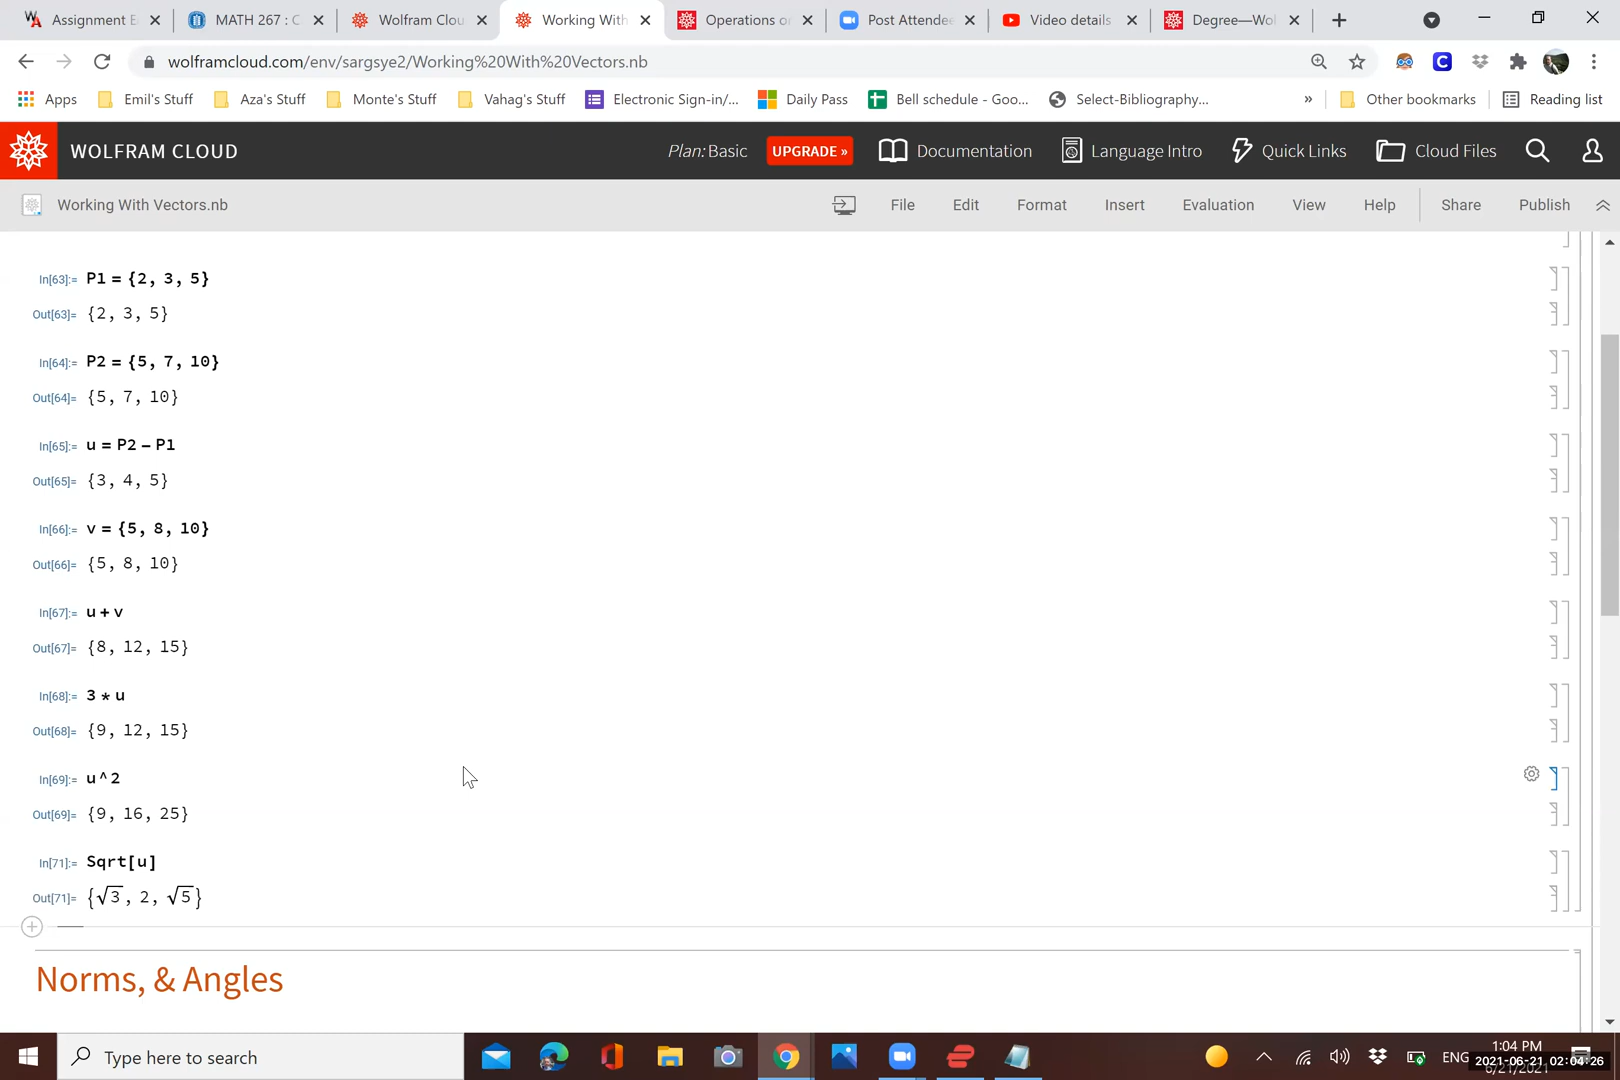 Assignment E
MATH 267 : C
Wolfram Clou
Working With
Operations o
Post Attende
Video details
Degree—Wol
wolframcloud.com/env/sargsye2/Working%20With%20Vectors.nb
Apps
Emil's Stuff
Aza's Stuff
Monte's Stuff
Vahag's Stuff
Electronic Sign-in/...
Daily Pass
Bell schedule - Goo...
Select-Bibliography...
»
Other bookmarks
Reading list
WOLFRAM CLOUD
Plan: Basic
UPGRADE »
Documentation
Language Intro
Quick Links
Cloud Files
Working With Vectors.nb
File
Edit
Format
Insert
Evaluation
View
Help
Share
Publish
In[63]:= P1 = {2, 3, 5}
Out[63]= {2, 3, 5}
In[64]:= P2 = {5, 7, 10}
Out[64]= {5, 7, 10}
In[65]:= u = P2 - P1
Out[65]= {3, 4, 5}
In[66]:= v = {5, 8, 10}
Out[66]= {5, 8, 10}
In[67]:= u + v
Out[67]= {8, 12, 15}
In[68]:= 3 * u
Out[68]= {9, 12, 15}
In[69]:= u ^ 2
Out[69]= {9, 16, 25}
In[71]:= Sqrt[u]
Out[71]= {√3, 2, √5}
Norms, & Angles
Type here to search
ENG
1:04 PM
2021-06-21 02:04:26